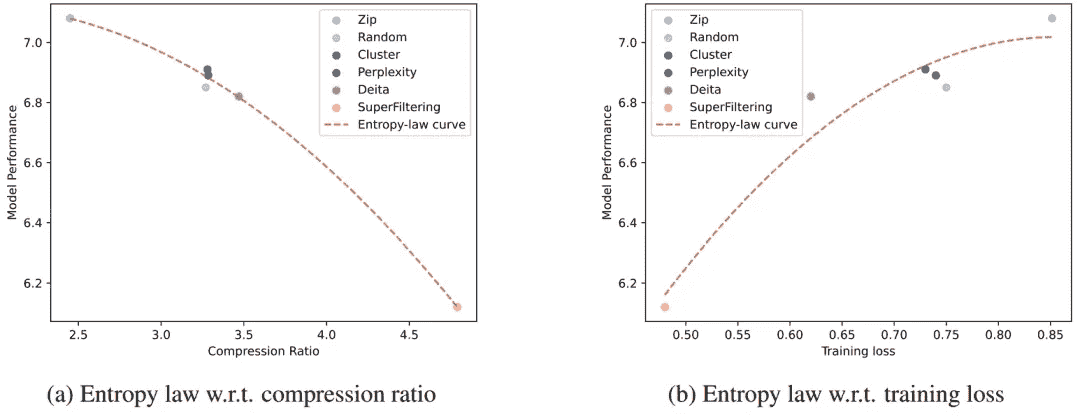 Zip
Random
Cluster
Perplexity
Deita
SuperFiltering
Entropy-law curve
7.0
6.8
6.6
6.4
6.2
Model Performance
2.5 3.0 3.5 4.0 4.5
Compression Ratio
(a) Entropy law w.r.t. compression ratio
Zip
Random
Cluster
Perplexity
Deita
SuperFiltering
Entropy-law curve
7.0
6.8
6.6
6.4
6.2
Model Performance
0.50 0.55 0.60 0.65 0.70 0.75 0.80 0.85
Training loss
(b) Entropy law w.r.t. training loss